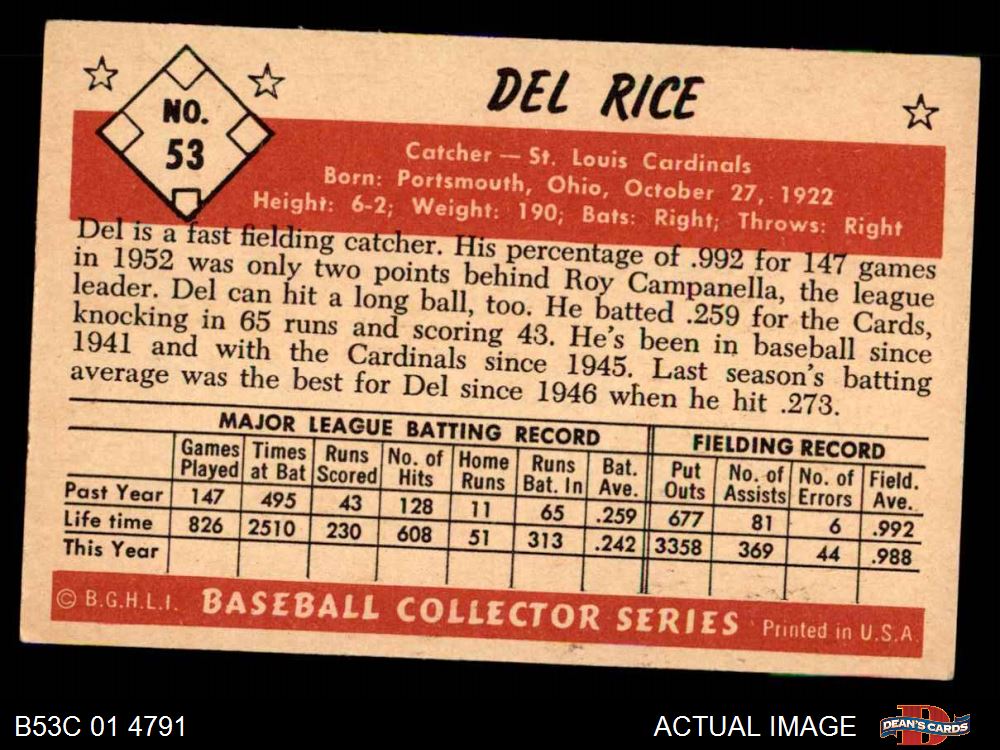 NO.
53
DEL RICE
Catcher — St. Louis Cardinals
Born: Portsmouth, Ohio, October 27, 1922
Height: 6-2; Weight: 190; Bats: Right; Throws: Right
Del is a fast fielding catcher. His percentage of .992 for 147 games
in 1952 was only two points behind Roy Campanella, the league
leader. Del can hit a long ball, too. He batted .259 for the Cards,
knocking in 65 runs and scoring 43. He's been in baseball since
1941 and with the Cardinals since 1945. Last season's batting
average was the best for Del since 1946 when he hit .273.
MAJOR LEAGUE BATTING RECORD FIELDING RECORD
Games Played Times at Bat Runs Scored No. of Hits Home Runs Runs Bat. In Bat. Ave. Put Outs No. of Assists No. of Errors Field. Ave.
Past Year 147 495 43 128 11 65 .259 677 81 6 .992
Life time 826 2510 230 608 51 313 .242 3358 369 44 .988
This Year
© B.G.H.L.I. BASEBALL COLLECTOR SERIES Printed in U.S.A.
B53C 01 4791 ACTUAL IMAGE DEAN'S CARDS